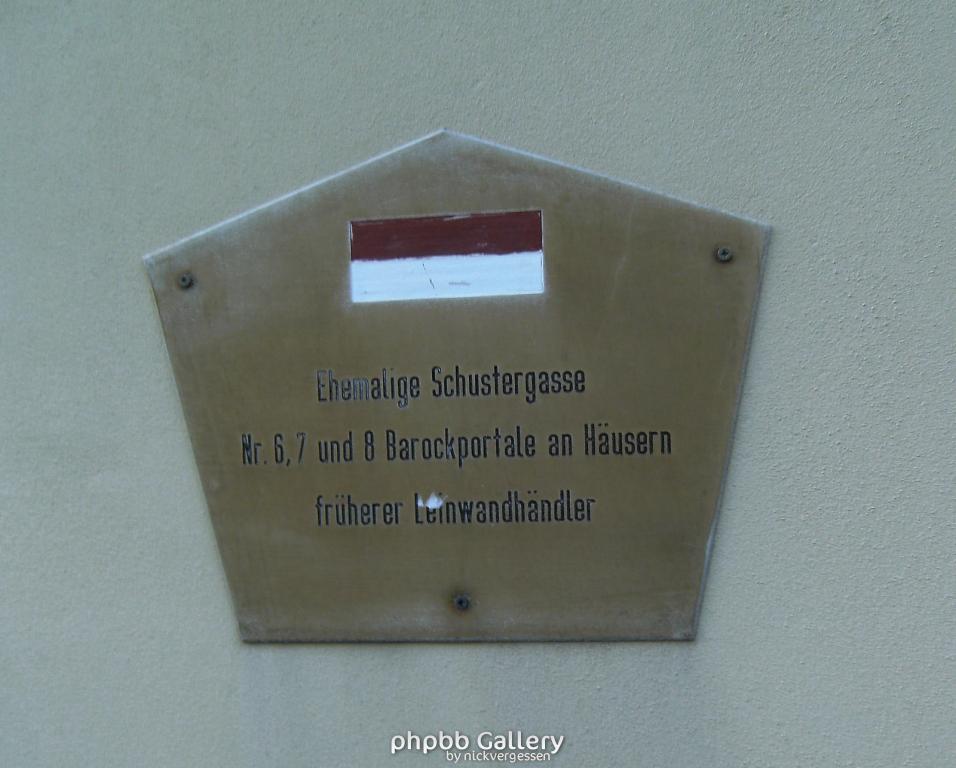 Ehemalige Schustergasse
Nr. 6, 7 und 8 Barockportale an Häusern
früherer Leinwandhändler
phpbb Gallery
by nickvergessen